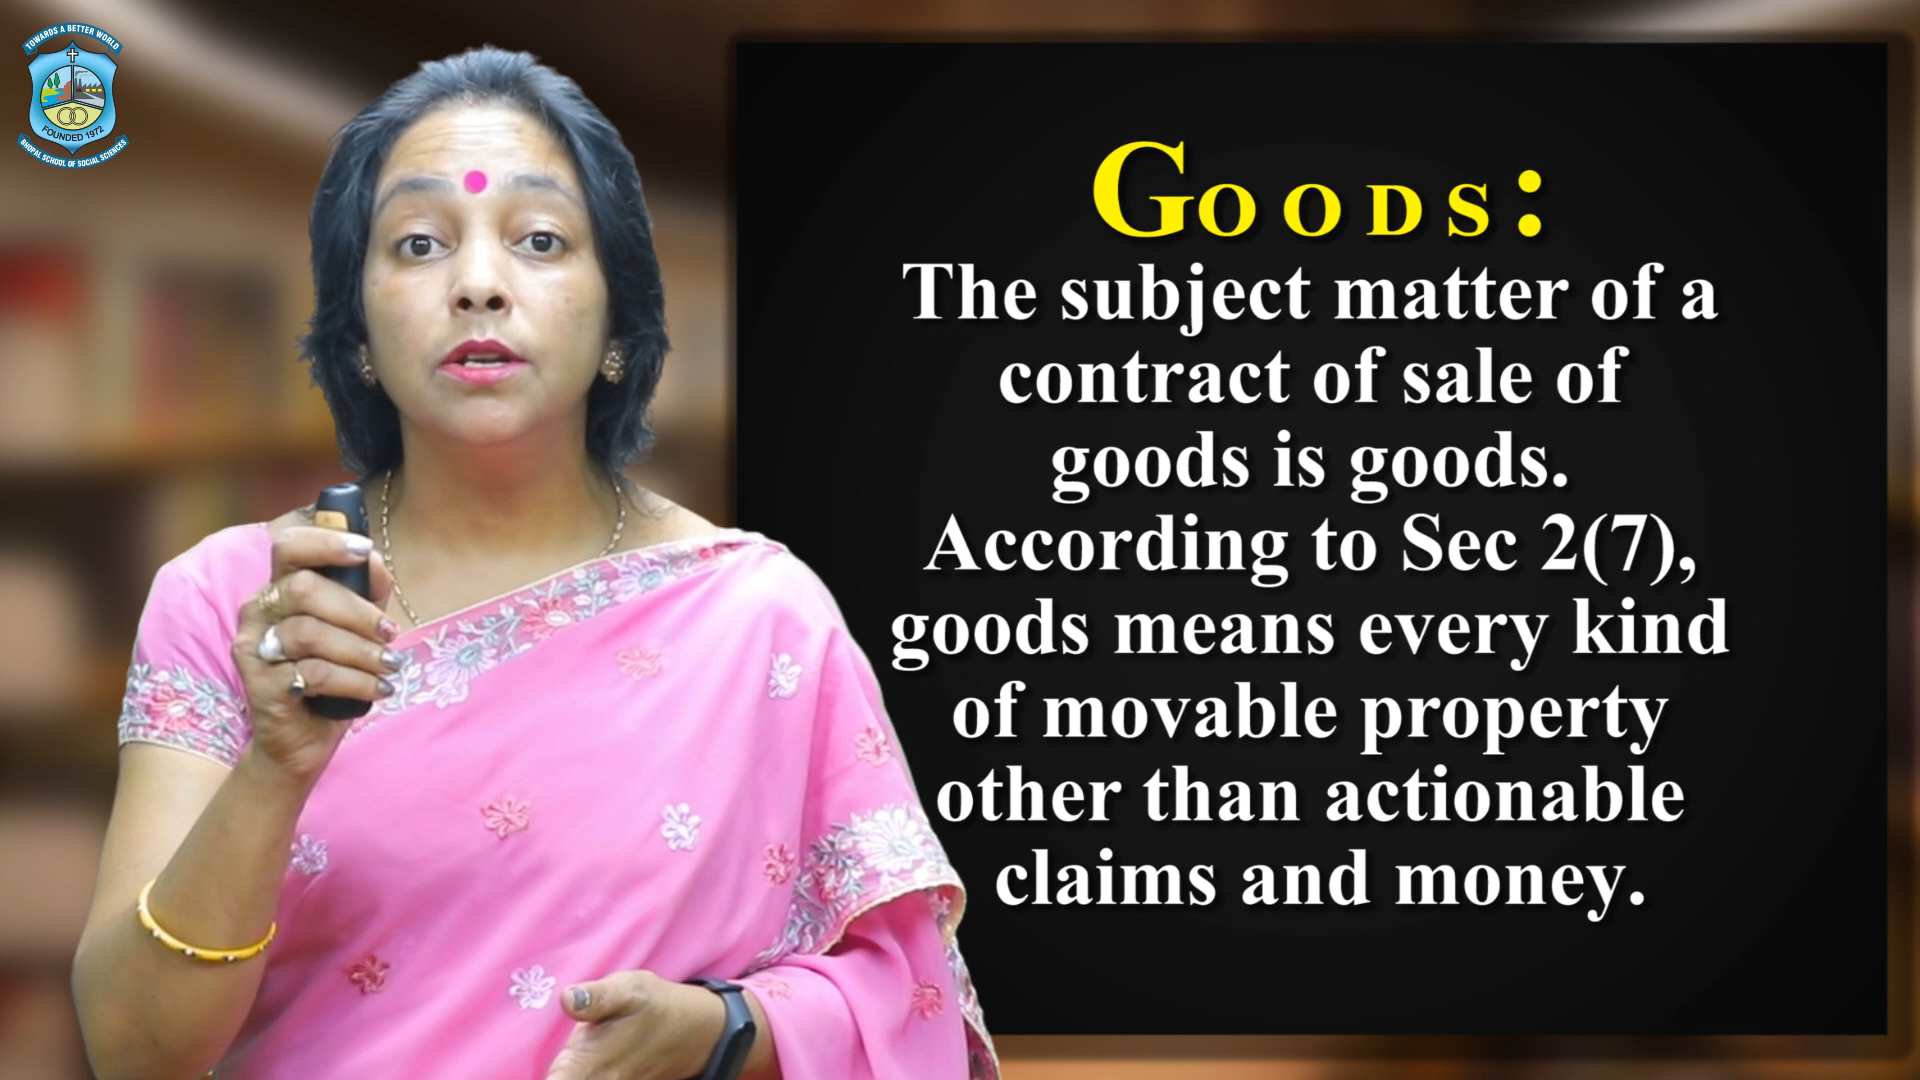 TOWARDS A BETTER WORLD
FOUNDED 1972
BHOPAL SCHOOL OF SOCIAL SCIENCES
GOODS:
The subject matter of a
contract of sale of
goods is goods.
According to Sec 2(7),
goods means every kind
of movable property
other than actionable
claims and money.